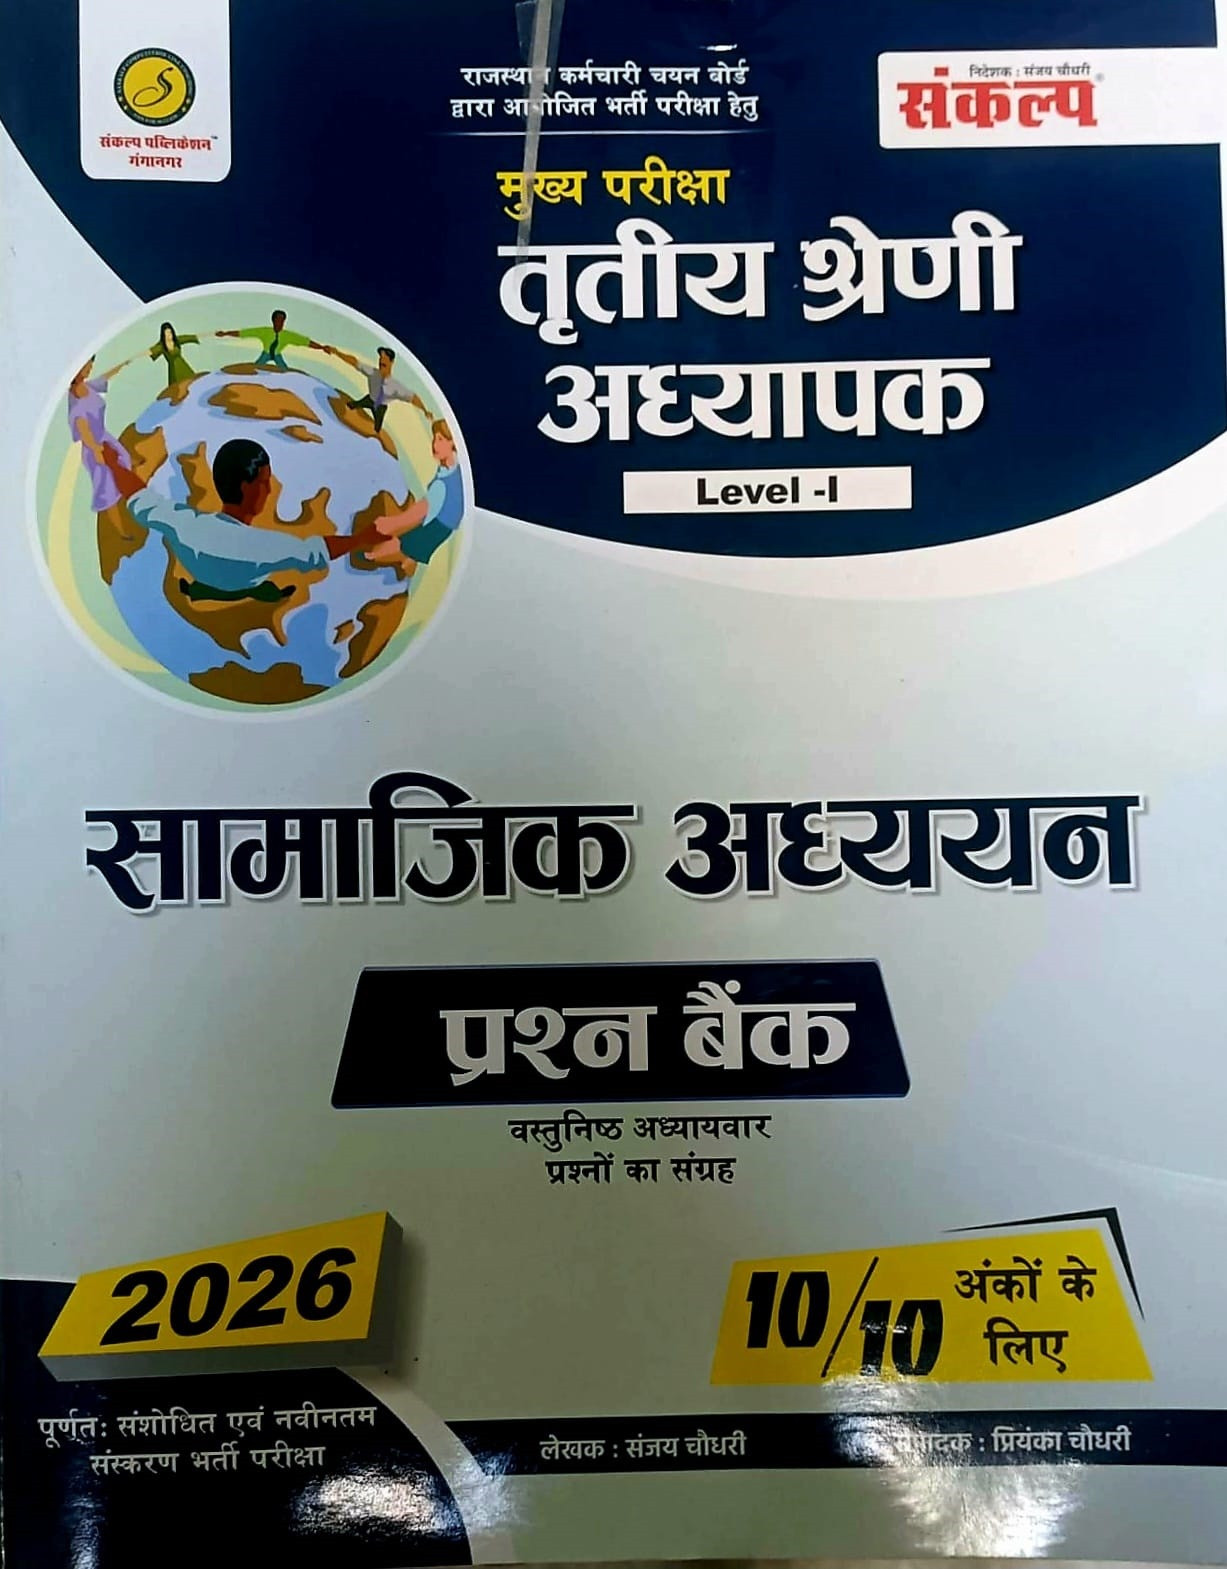 राजस्थान कर्मचारी चयन बोर्ड
द्वारा आयोजित भर्ती परीक्षा हेतु
निदेशक : संजय चौधरी
संकल्प
संकल्प पब्लिकेशन
गंगानगर
मुख्य परीक्षा
तृतीय श्रेणी
अध्यापक
Level -I
सामाजिक अध्ययन
प्रश्न बैंक
वस्तुनिष्ठ अध्यायवार
प्रश्नों का संग्रह
2026
10/10 अंकों के
लिए
पूर्णत: संशोधित एवं नवीनतम
संस्करण भर्ती परीक्षा
लेखक : संजय चौधरी
प्रियंका चौधरी